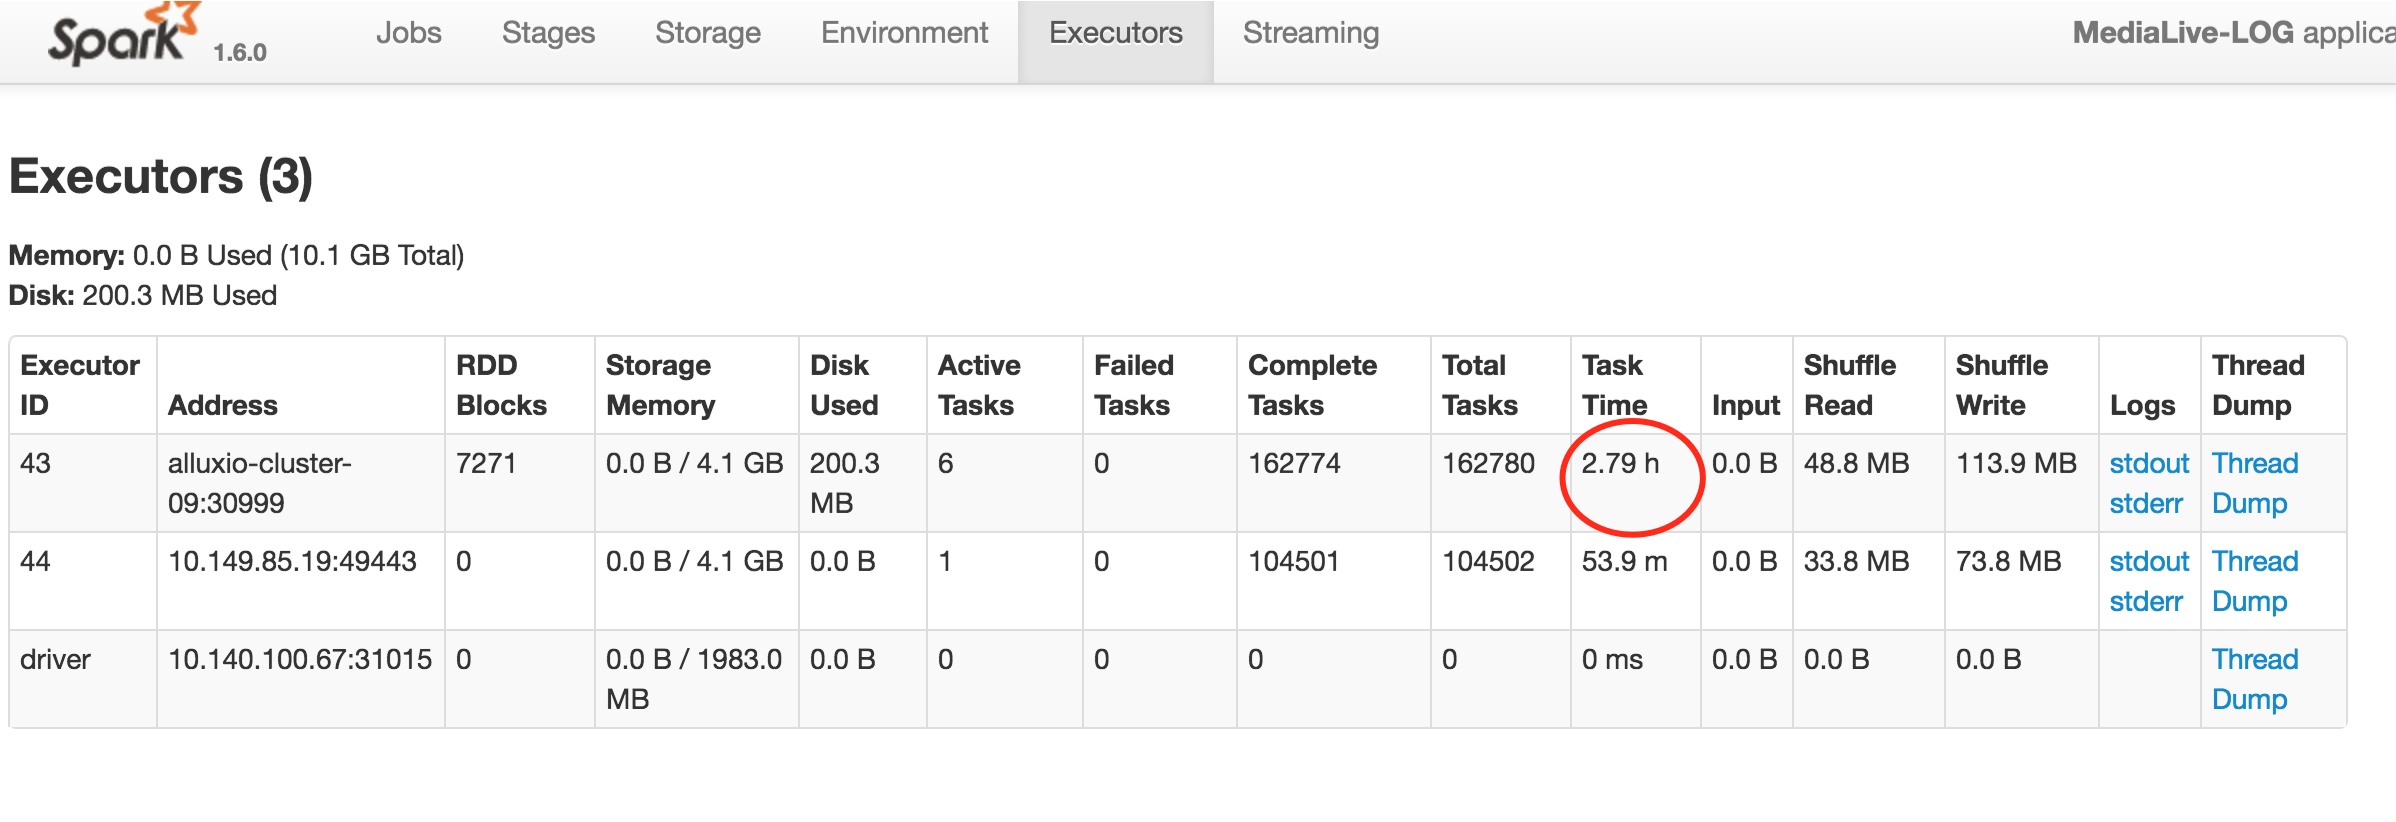 Spark 1.6.0 Jobs Stages Storage Environment Executors Streaming MediaLive-LOG applica
Executors (3)
Memory: 0.0 B Used (10.1 GB Total)
Disk: 200.3 MB Used
Executor ID Address RDD Blocks Storage Memory Disk Used Active Tasks Failed Tasks Complete Tasks Total Tasks Task Time Input Shuffle Read Shuffle Write Logs Thread Dump
43 alluxio-cluster-09:30999 7271 0.0 B / 4.1 GB 200.3 MB 6 0 162774 162780 2.79 h 0.0 B 48.8 MB 113.9 MB stdout stderr Thread Dump
44 10.149.85.19:49443 0 0.0 B / 4.1 GB 0.0 B 1 0 104501 104502 53.9 m 0.0 B 33.8 MB 73.8 MB stdout stderr Thread Dump
driver 10.140.100.67:31015 0 0.0 B / 1983.0 MB 0.0 B 0 0 0 0 0 ms 0.0 B 0.0 B 0.0 B Thread Dump